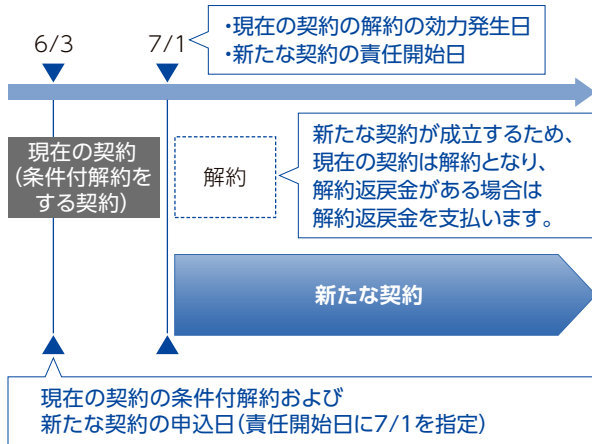 6/3
7/1
・現在の契約の解約の効力発生日
・新たな契約の責任開始日
現在の契約
(条件付解約を
する契約)
解約
新たな契約が成立するため、
現在の契約は解約となり、
解約返戻金がある場合は
解約返戻金を支払います。
新たな契約
現在の契約の条件付解約および
新たな契約の申込日(責任開始日に7/1を指定)